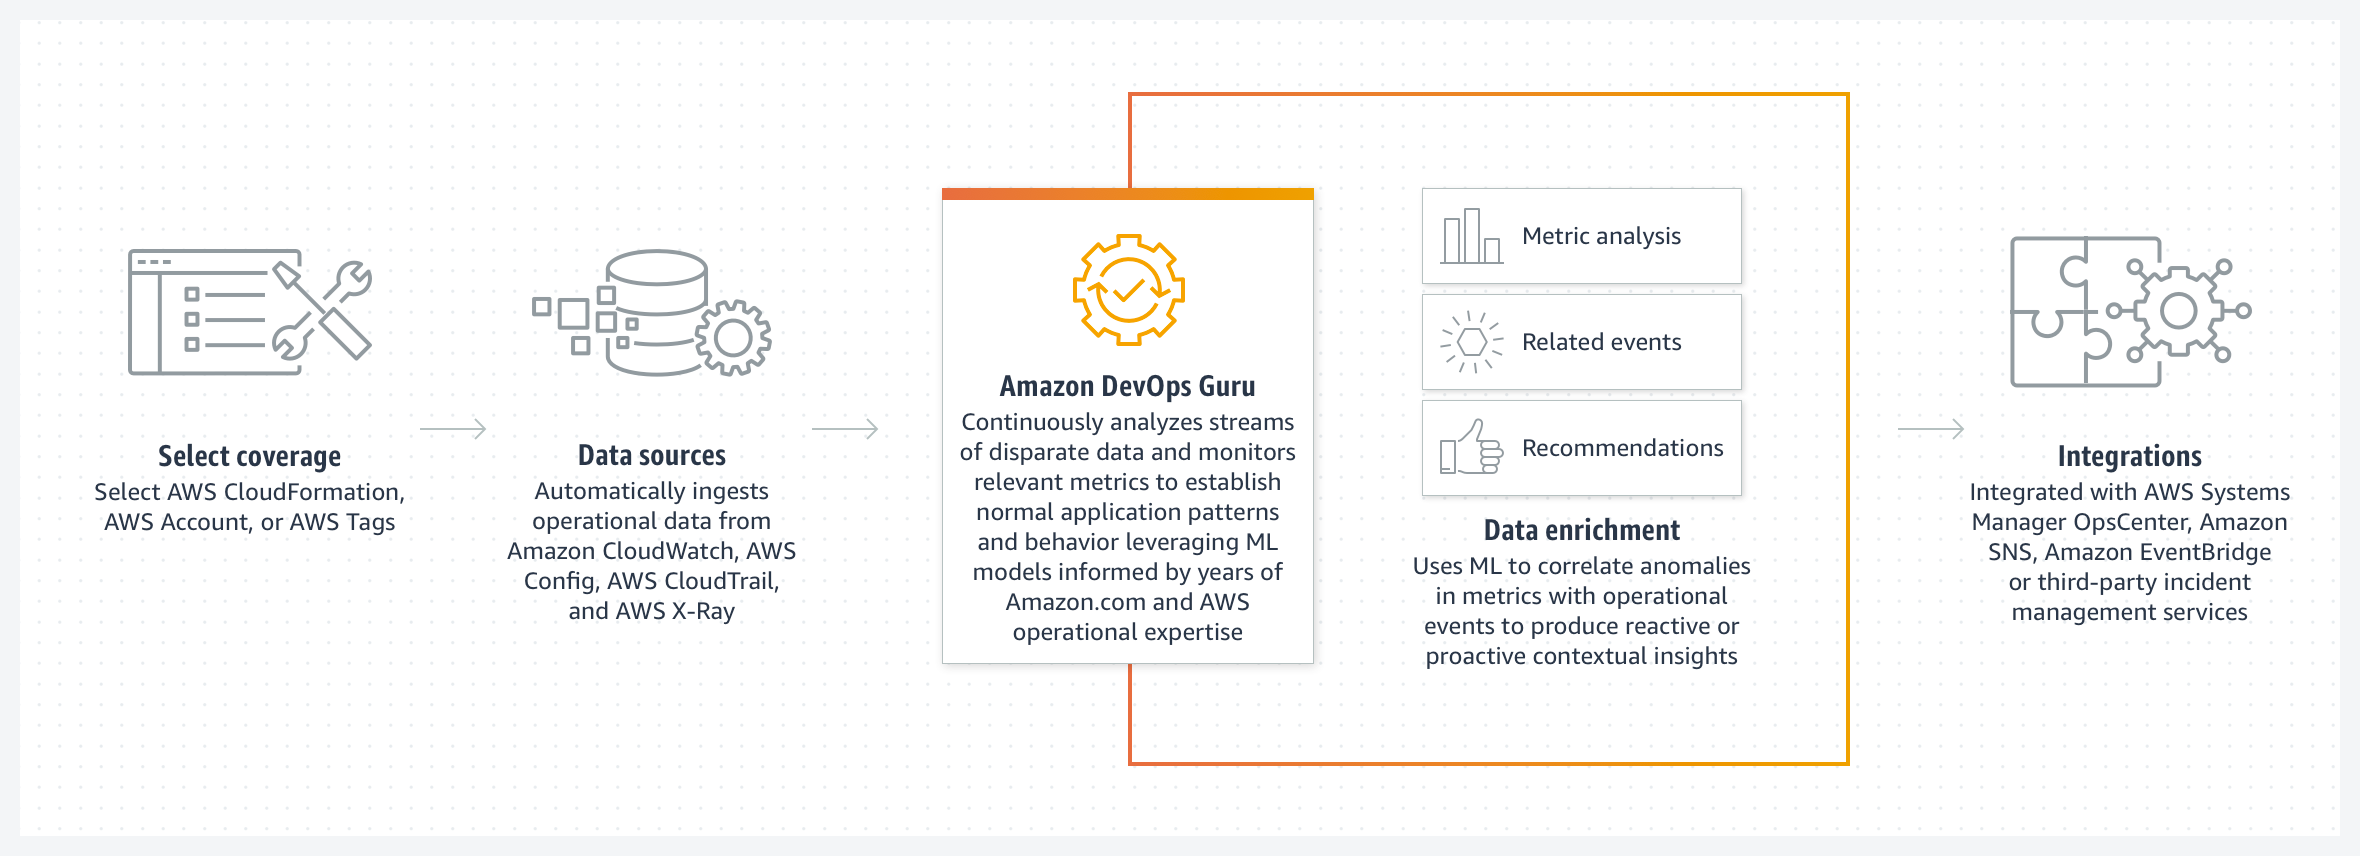 Select coverage
Select AWS CloudFormation,
AWS Account, or AWS Tags
Data sources
Automatically ingests
operational data from
Amazon CloudWatch, AWS
Config, AWS CloudTrail,
and AWS X-Ray
Amazon DevOps Guru
Continuously analyzes streams
of disparate data and monitors
relevant metrics to establish
normal application patterns
and behavior leveraging ML
models informed by years of
Amazon.com and AWS
operational expertise
Metric analysis
Related events
Recommendations
Data enrichment
Uses ML to correlate anomalies
in metrics with operational
events to produce reactive or
proactive contextual insights
Integrations
Integrated with AWS Systems
Manager OpsCenter, Amazon
SNS, Amazon EventBridge
or third-party incident
management services